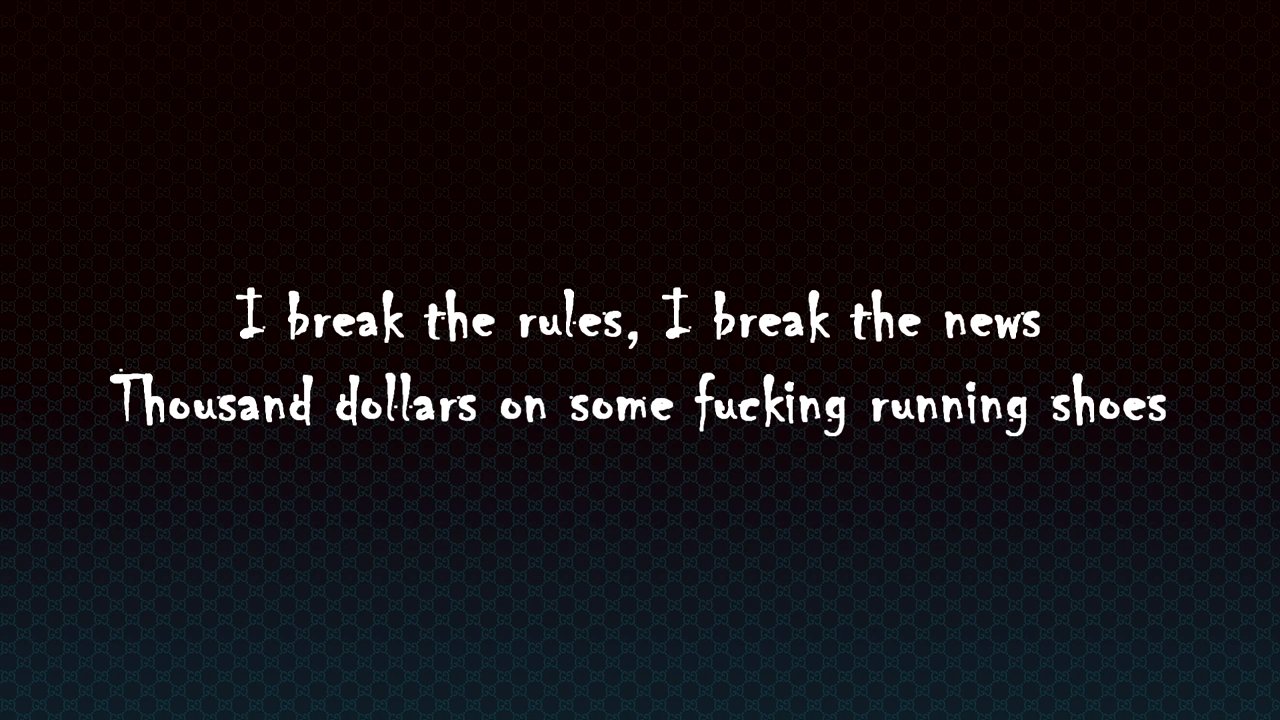 I break the rules, I break the news
Thousand dollars on some fucking running shoes